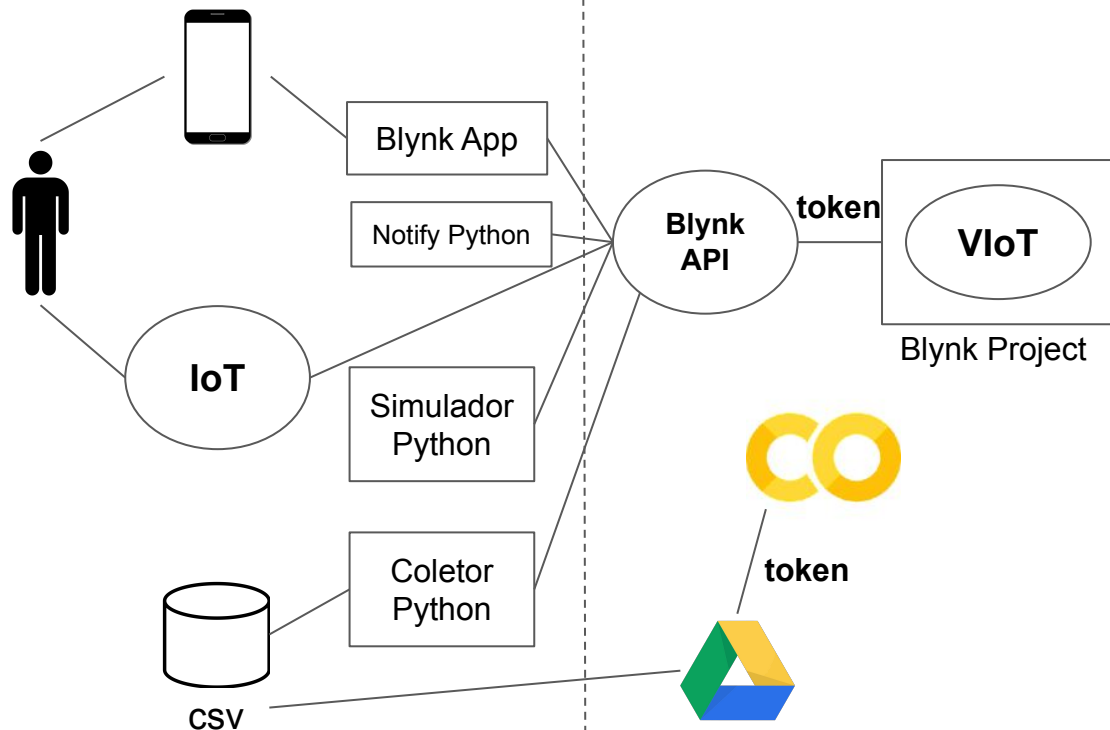 Blynk App
Notify Python
Blynk
API
token
VIoT
Blynk Project
IoT
Simulador
Python
Coletor
Python
token
csv